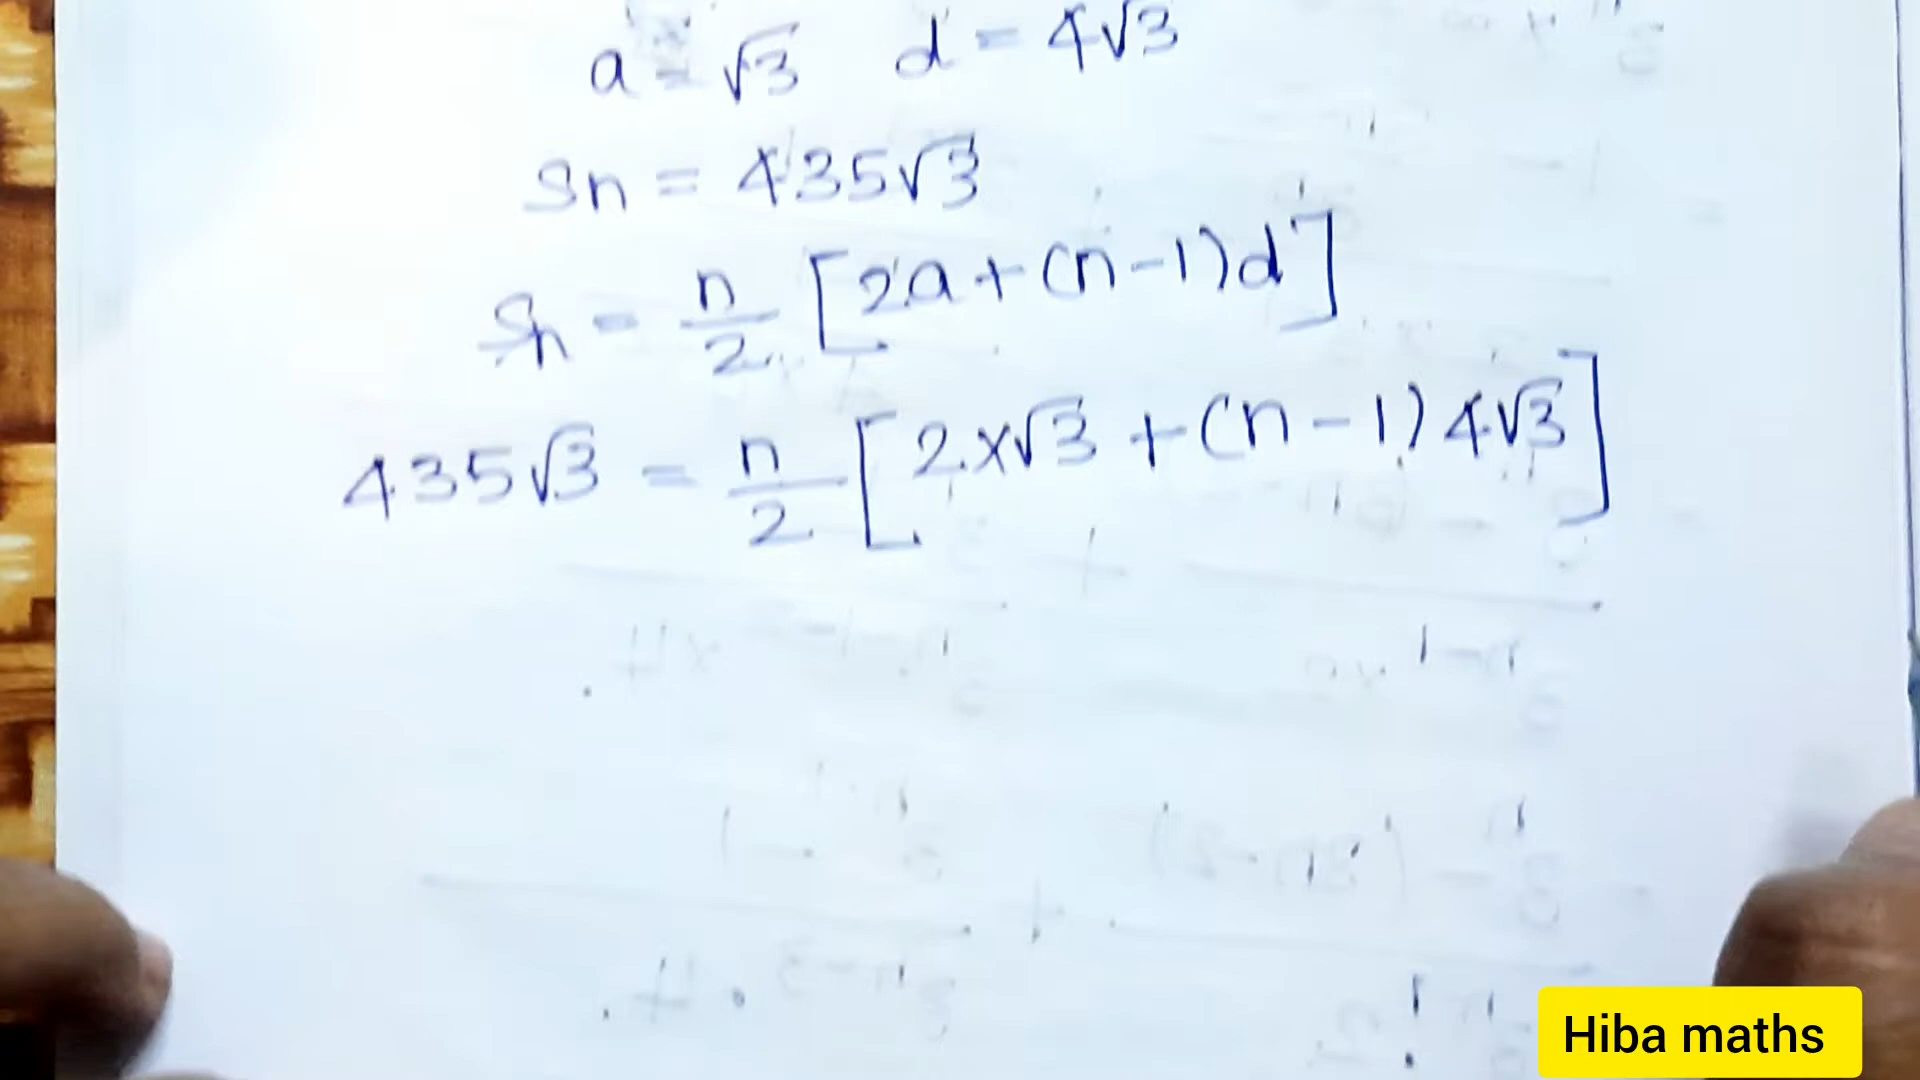 a = √3 d = 4√3
Sn = 435√3
Sn = n/2 [2a + (n-1)d]
435√3 = n/2 [2×√3 + (n-1)4√3]
Hiba maths